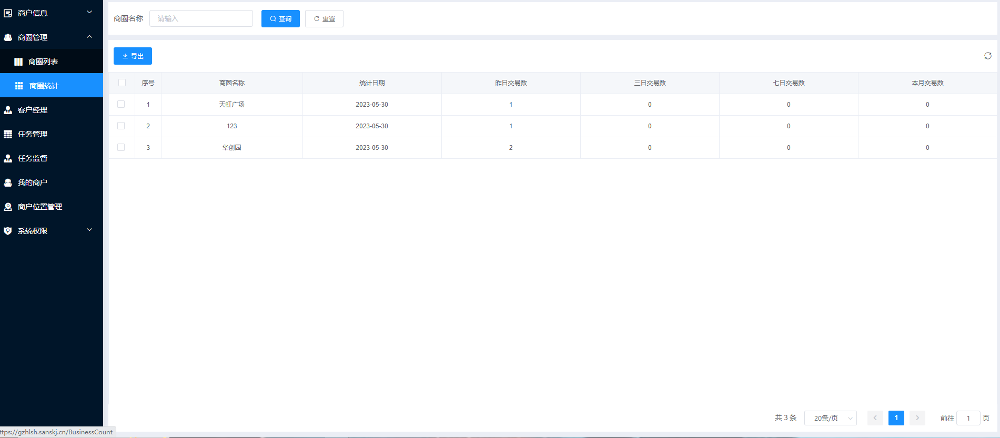 商户信息
商圈管理
商圈列表
商圈统计
客户经理
任务管理
任务监督
我的商户
商户位置管理
系统权限
商圈名称 请输入 查询 重置
导出
序号 商圈名称 统计日期 昨日交易数 三日交易数 七日交易数 本月交易数
1 天虹广场 2023-05-30 1 0 0 0
2 123 2023-05-30 1 0 0 0
3 华创园 2023-05-30 2 0 0 0
共 3 条 20条/页 1 前往 1 页
ttps://gzhlsh.sanskj.cn/BusinessCount